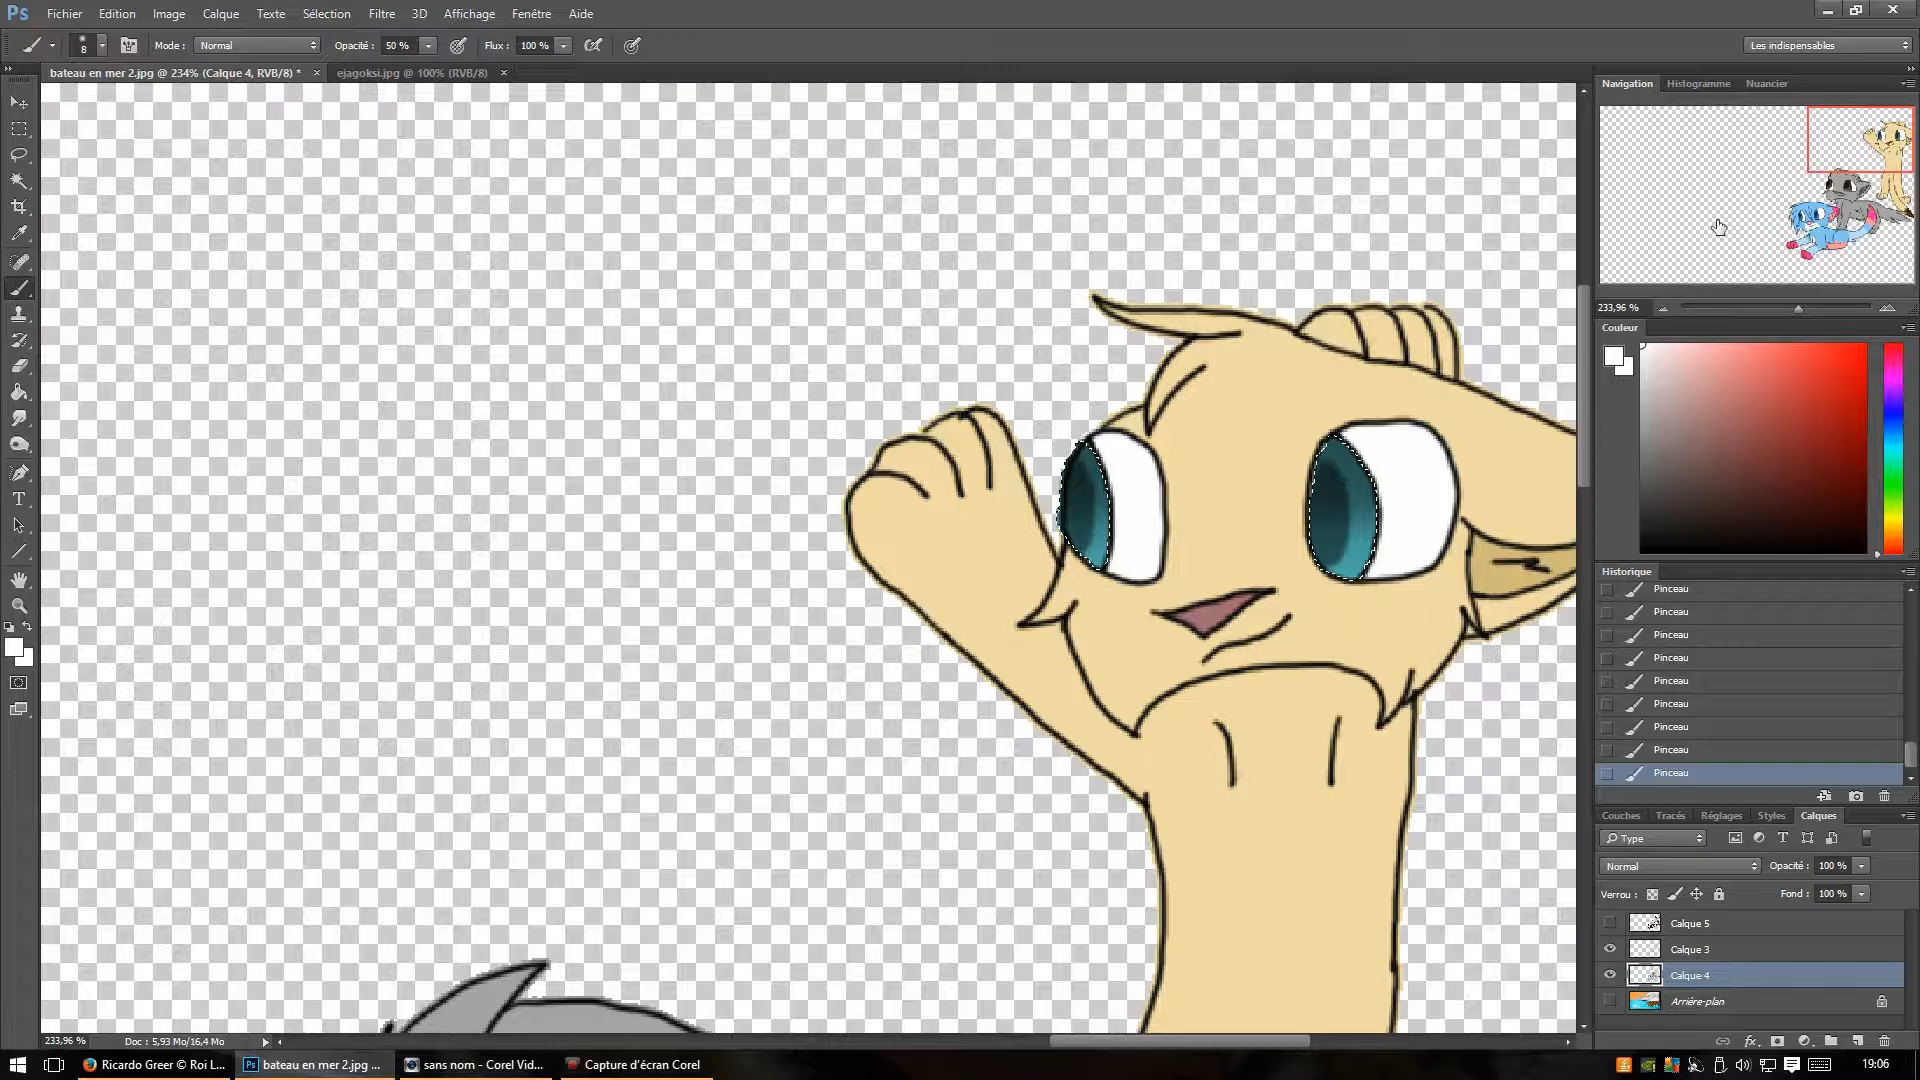 Ps Fichier Edition Image Calque Texte Sélection Filtre 3D Affichage Fenêtre Aide
8 Mode : Normal Opacité : 50 % Flux : 100 % Les indispensables
bateau en mer 2.jpg @ 234% (Calque 4, RVB/8) * × ejagoksi.jpg @ 100% (RVB/8) ×
Navigation Histogramme Nuancier
233,96 %
Couleur
Historique
Pinceau
Pinceau
Pinceau
Pinceau
Pinceau
Pinceau
Pinceau
Pinceau
Pinceau
Couches Tracés Réglages Styles Calques
Type
Normal Opacité : 100 %
Verrou : Fond : 100 %
Calque 5
Calque 3
Calque 4
Arrière-plan
233,96 % Doc : 5,93 Mo/16,4 Mo
Ricardo Greer © Roi L... bateau en mer 2.jpg ... sans nom - Corel Vid... Capture d'écran Corel 19:06